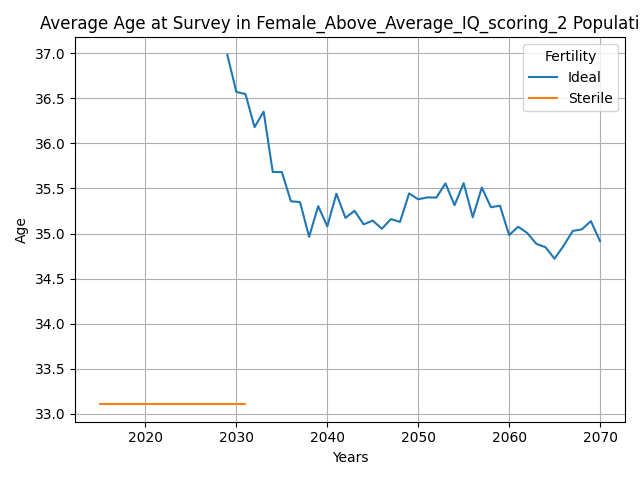 Average Age at Survey in Female_Above_Average_IQ_scoring_2 Populati
Fertility
Ideal
Sterile
37.0
36.5
36.0
35.5
35.0
34.5
34.0
33.5
33.0
Age
2020 2030 2040 2050 2060 2070
Years